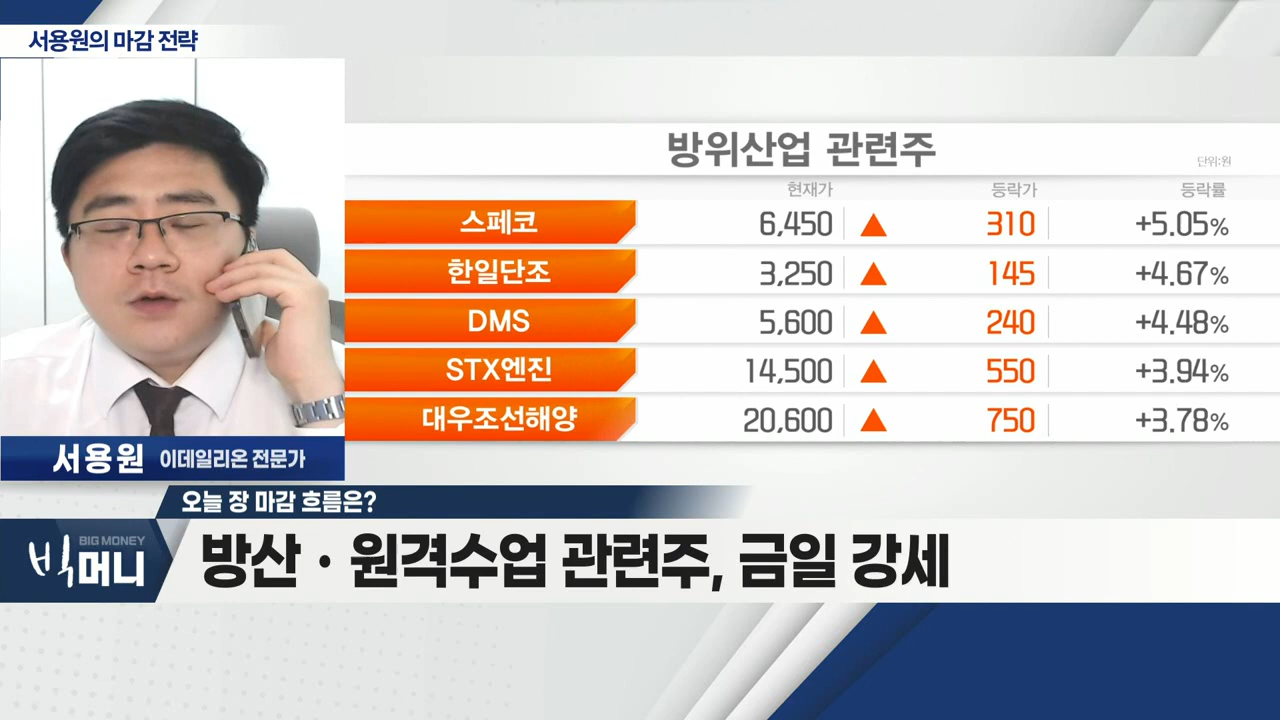 서용원의 마감 전략
방위산업 관련주
단위:원
현재가 등락가 등락률
스페코 6,450 ▲ 310 +5.05%
한일단조 3,250 ▲ 145 +4.67%
DMS 5,600 ▲ 240 +4.48%
STX엔진 14,500 ▲ 550 +3.94%
대우조선해양 20,600 ▲ 750 +3.78%
서용원 이데일리온 전문가
오늘 장 마감 흐름은?
BIG MONEY
빅머니
방산·원격수업 관련주, 금일 강세